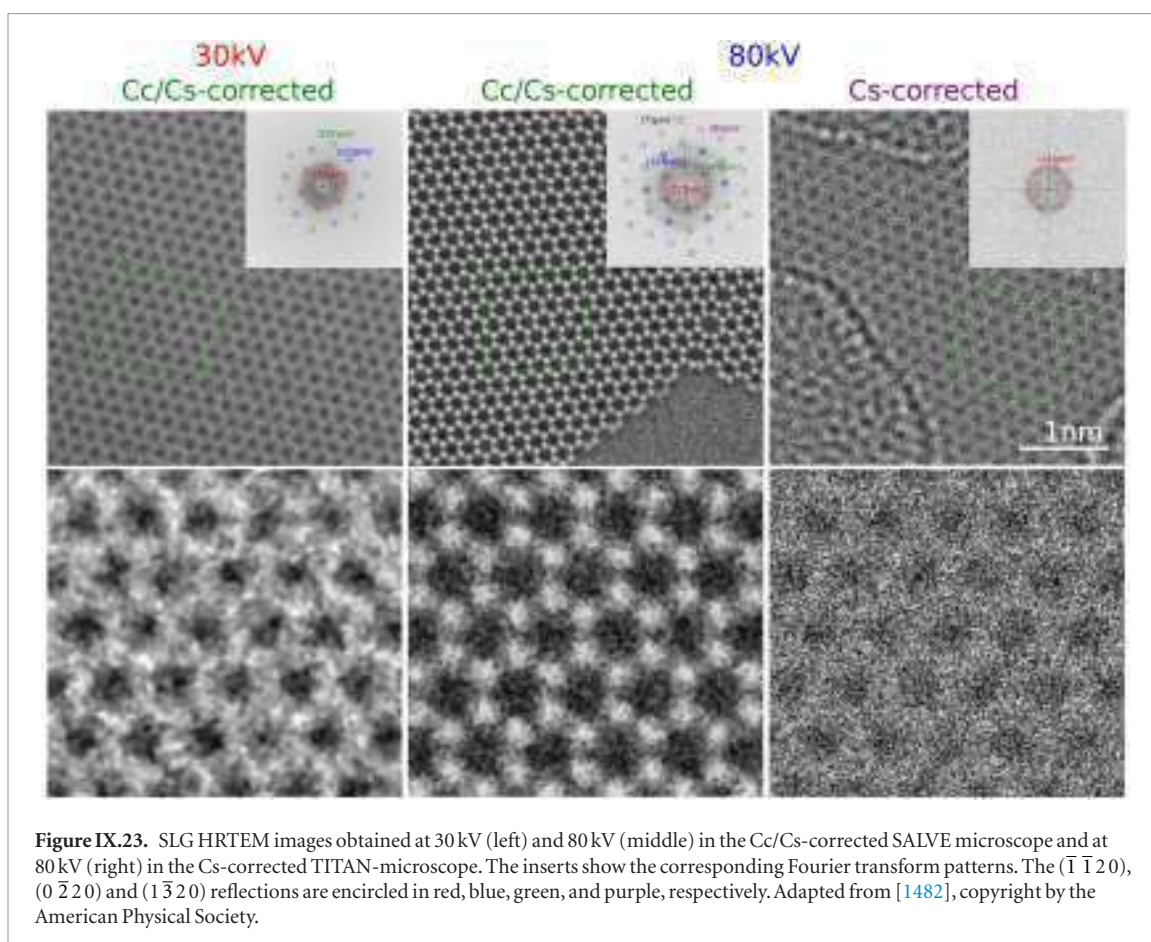 30kV
80kV
Cc/Cs-corrected
Cc/Cs-corrected
Cs-corrected
1nm
Figure IX.23. SLG HRTEM images obtained at 30 kV (left) and 80 kV (middle) in the Cc/Cs-corrected SALVE microscope and at
80 kV (right) in the Cs-corrected TITAN-microscope. The inserts show the corresponding Fourier transform patterns. The (1̅ 1̅ 2 0),
(0 2̅ 2 0) and (1 3̅ 2 0) reflections are encircled in red, blue, green, and purple, respectively. Adapted from [1482], copyright by the
American Physical Society.